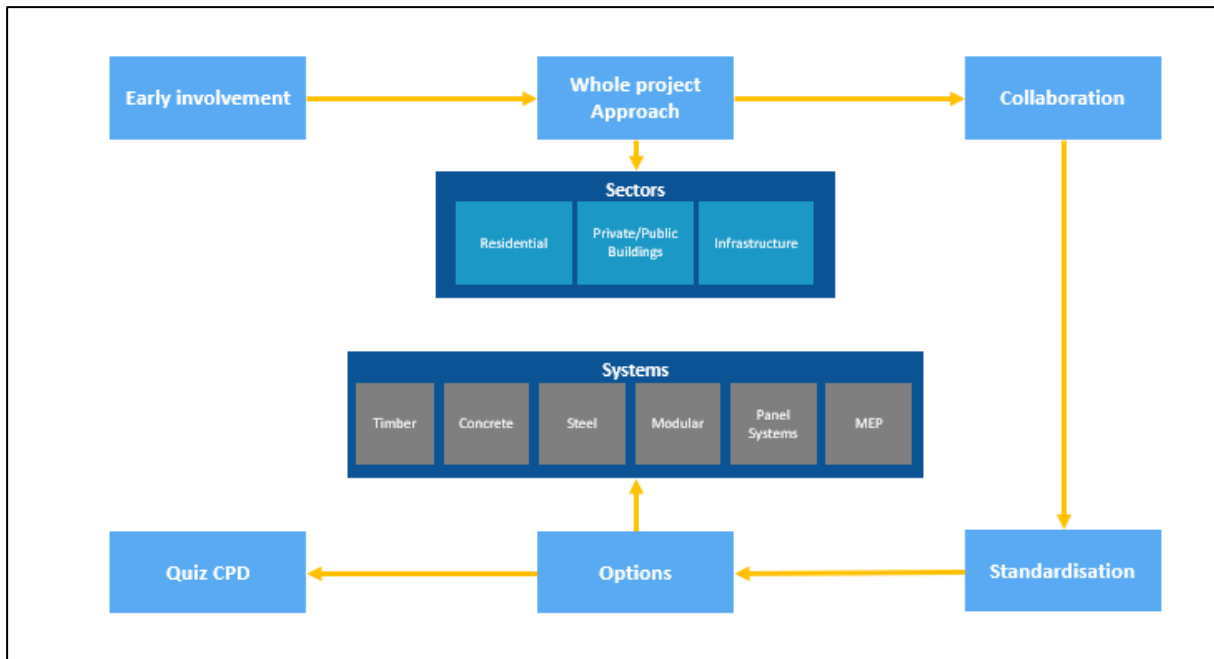 Early involvement
Whole project
Approach
Collaboration
Sectors
Residential
Private/Public
Buildings
Infrastructure
Systems
Timber
Concrete
Steel
Modular
Panel
Systems
MEP
Quiz CPD
Options
Standardisation